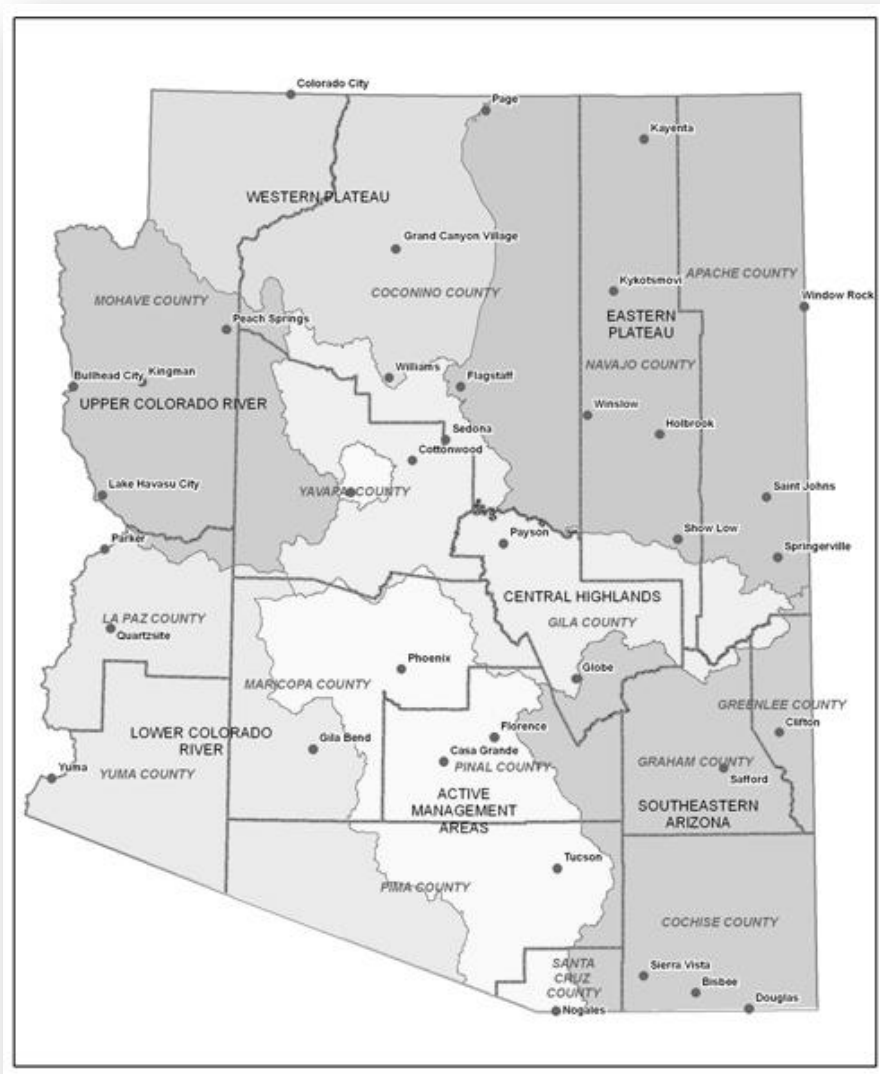 Colorado City
Page
Kayenta
WESTERN PLATEAU
Grand Canyon Village
APACHE COUNTY
Kykotsmovi
COCONINO COUNTY
MOHAVE COUNTY
Window Rock
EASTERN
PLATEAU
Peach Springs
NAVAJO COUNTY
Williams
Bullhead City
Kingman
Flagstaff
UPPER COLORADO RIVER
Winslow
Holbrook
Sedona
Cottonwood
Lake Havasu City
YAVAPAI COUNTY
Saint Johns
Parker
Payson
Show Low
Springerville
CENTRAL HIGHLANDS
LA PAZ COUNTY
GILA COUNTY
Quartzsite
Phoenix
Globe
MARICOPA COUNTY
GREENLEE COUNTY
Clifton
LOWER COLORADO
RIVER
Gila Bend
Florence
Casa Grande
PINAL COUNTY
GRAHAM COUNTY
Yuma
YUMA COUNTY
Safford
ACTIVE
MANAGEMENT
AREAS
SOUTHEASTERN
ARIZONA
Tucson
PIMA COUNTY
COCHISE COUNTY
SANTA
CRUZ
COUNTY
Sierra Vista
Bisbee
Douglas
Nogales